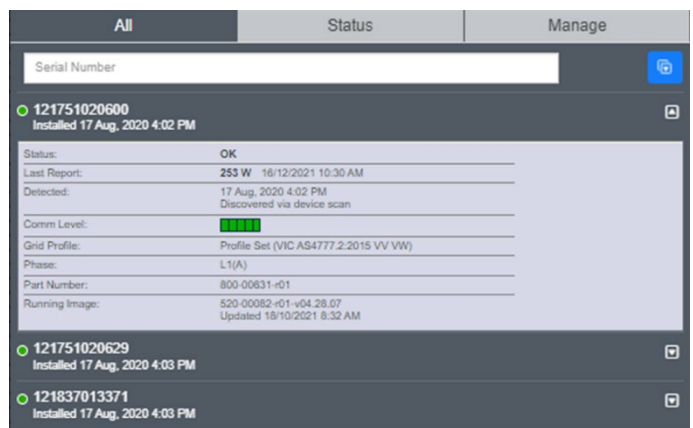 All Status Manage
Serial Number
121751020600
Installed 17 Aug, 2020 4:02 PM
Status: OK
Last Report: 253 W 16/12/2021 10:30 AM
Detected: 17 Aug, 2020 4:02 PM
Discovered via device scan
Comm Level:
Grid Profile: Profile Set (VIC AS4777.2:2015 VV VW)
Phase: L1(A)
Part Number: 800-00631-r01
Running Image: 520-00082-r01-v04.28.07
Updated 18/10/2021 8:32 AM
121751020629
Installed 17 Aug, 2020 4:03 PM
121837013371
Installed 17 Aug, 2020 4:03 PM